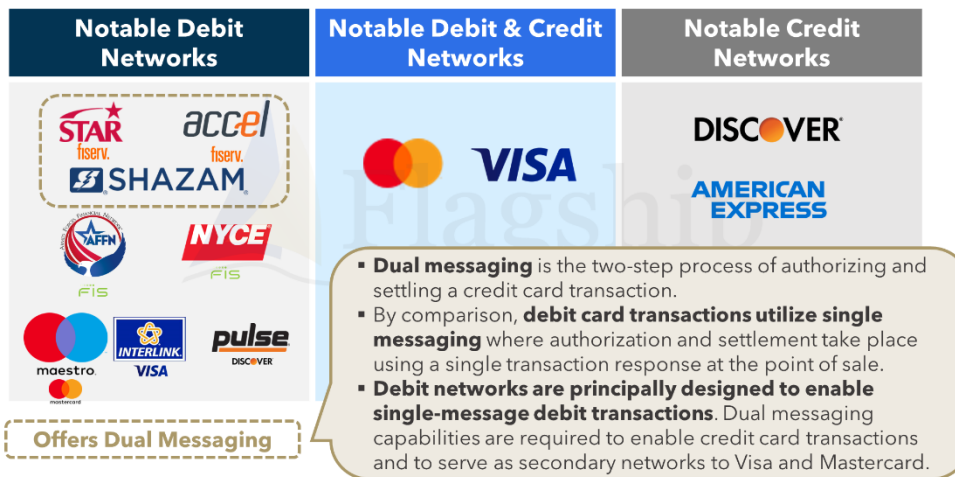 Notable Debit
Networks
Notable Debit & Credit
Networks
Notable Credit
Networks
STAR
fiserv.
accel
fiserv.
SHAZAM
AFFN
FIS
NYCE
FIS
maestro.
mastercard
INTERLINK
VISA
pulse
DISCOVER
VISA
DISCOVER
AMERICAN
EXPRESS
Flagship
Offers Dual Messaging
▪ Dual messaging is the two-step process of authorizing and
settling a credit card transaction.
▪ By comparison, debit card transactions utilize single
messaging where authorization and settlement take place
using a single transaction response at the point of sale.
▪ Debit networks are principally designed to enable
single-message debit transactions. Dual messaging
capabilities are required to enable credit card transactions
and to serve as secondary networks to Visa and Mastercard.